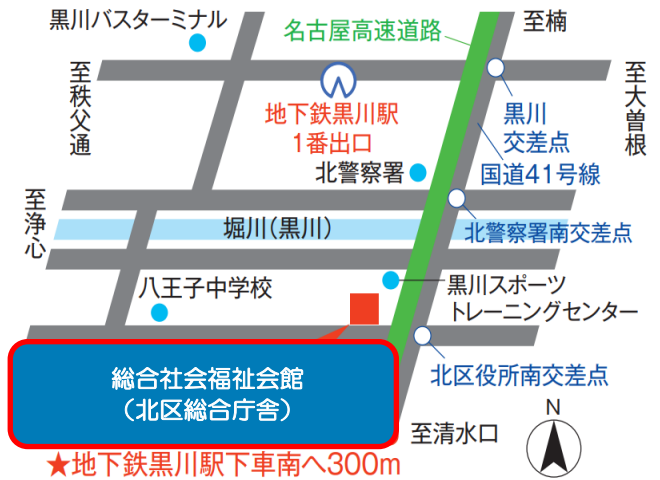 黒川バスターミナル
名古屋高速道路
至楠
至秩父通
地下鉄黒川駅
1番出口
黒川
交差点
至大曽根
北警察署
国道41号線
至浄心
堀川(黒川)
北警察署南交差点
八王子中学校
黒川スポーツ
トレーニングセンター
総合社会福祉会館
(北区総合庁舎)
北区役所南交差点
至清水口
N
★地下鉄黒川駅下車南へ300m